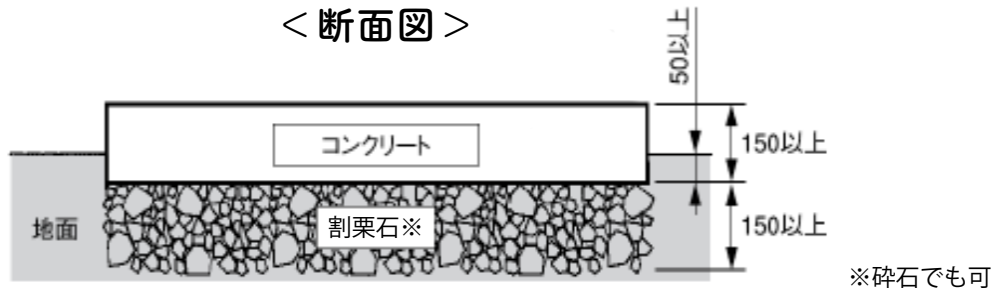 ＜断面図＞
50以上
コンクリート
150以上
地面
割栗石※
150以上
※砕石でも可